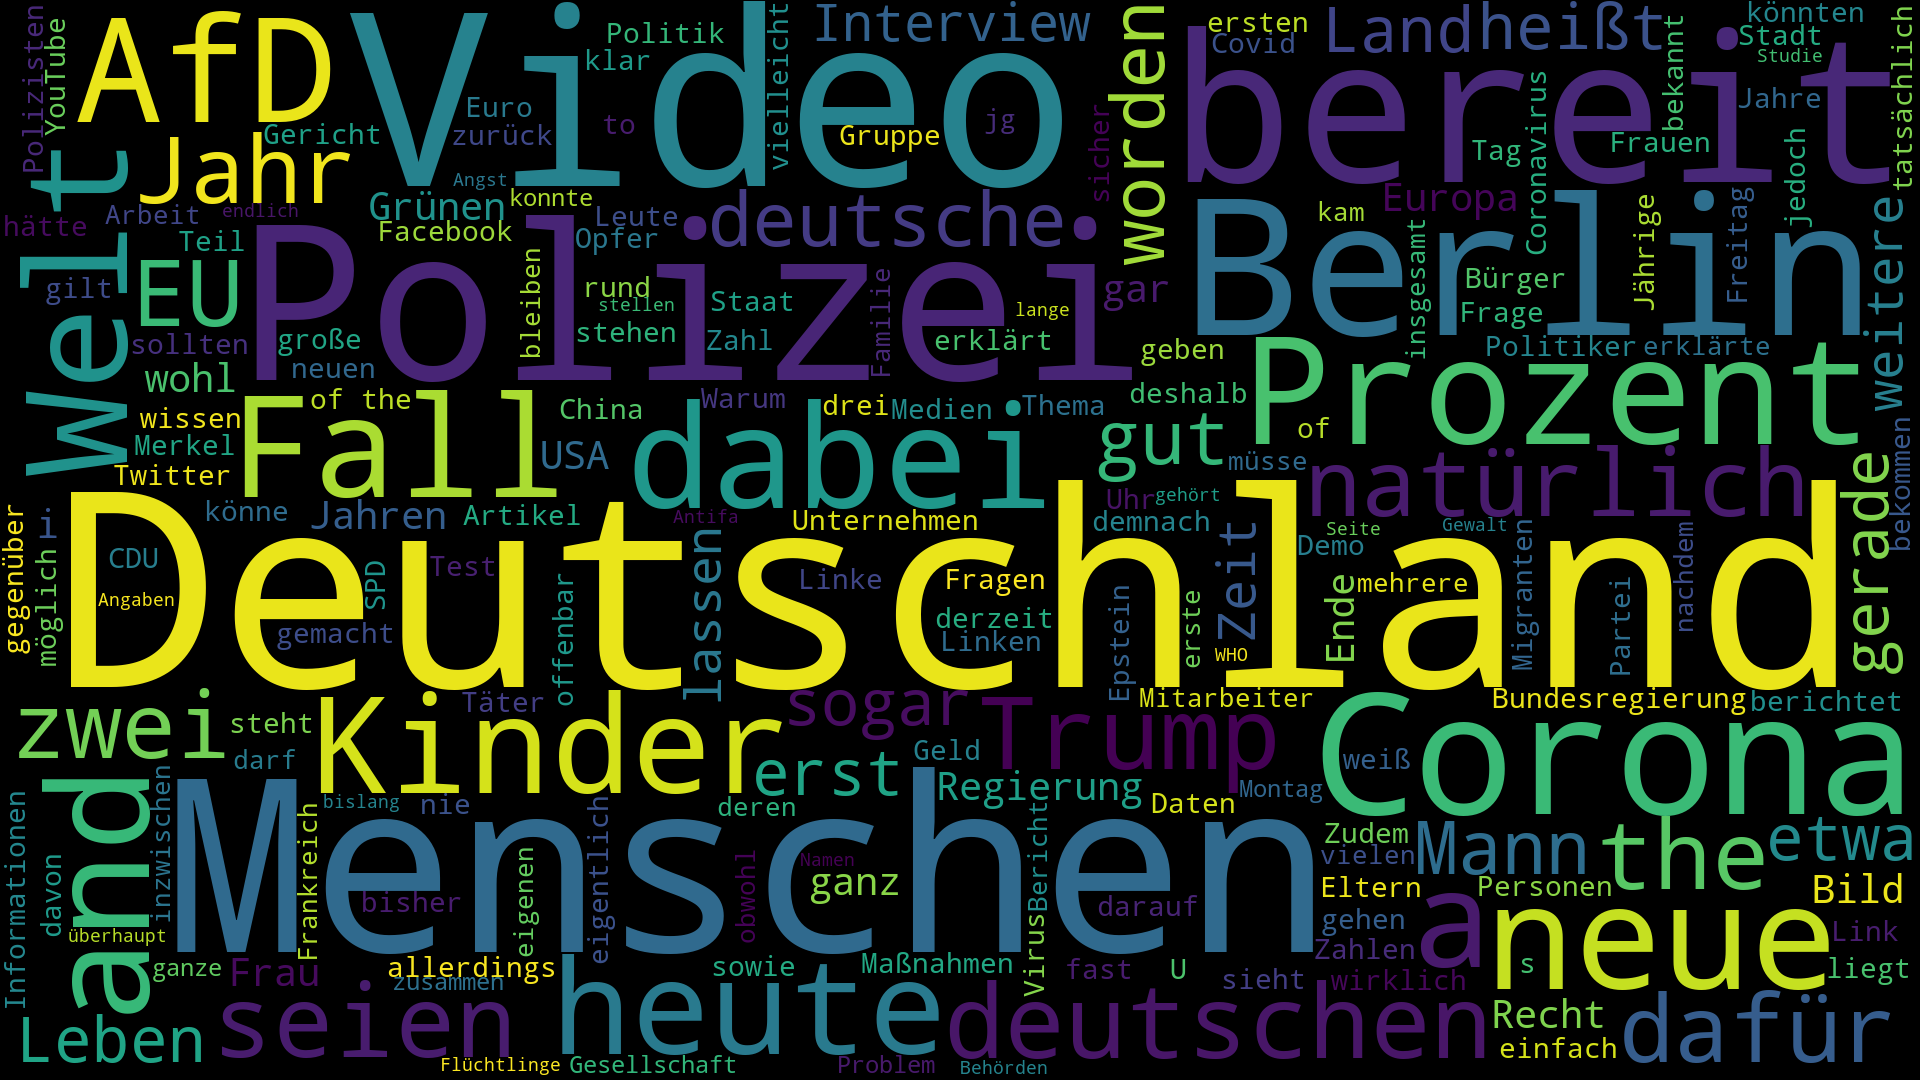 Polizisten
YouTube
AfD
Video
Politik
klar
vielleicht
Interview
worden
ersten
Covid
bereit
Land
heißt
bekannt
könnten
Stadt
Studie
Jahre
tatsächlich
Jahr
Gericht
Euro
zurück
to
Gruppe
jg
sicher
Tag
Coronavirus
Frauen
jedoch
Welt
hätte
Arbeit
endlich
Angst
Grünen
konnte
Facebook
Leute
Opfer
deutsche
Europa
kam
Berlin
Jährige
Freitag
weitere
Teil
gilt
EU
Polizei
bleiben
rund
stellen
stehen
Staat
Zahl
Familie
erklärt
lange
gar
insgesamt
Bürger
Frage
sollten
große
neuen
geben
Politiker
erklärte
wohl
wissen
Merkel
Twitter
Fall
of the
China
USA
Warum
dabei
drei
Medien
Thema
deshalb
gut
Prozent
of
müsse
natürlich
gerade
bekommen
gegenüber
möglich
i
könne
Jahren
Artikel
Antifa
Unternehmen
Uhr
gehört
demnach
Zeit
Seite
Demo
Gewalt
Deutschland
CDU
Angaben
SPD
Test
gemacht
offenbar
lassen
Linke
Fragen
derzeit
Linken
Epstein
erste
WHO
Ende
mehrere
Migranten
Partei
nachdem
zwei
steht
darf
Täter
Kinder
sogar
erst
Geld
Trump
Mitarbeiter
Bundesregierung
berichtet
Corona
weiß
and
inzwischen
Informationen
davon
überhaupt
Menschen
Frankreich
bislang
nie
deren
Regierung
Daten
Montag
bisher
eigenen
eigentlich
obwohl
Namen
ganz
Bericht
Virus
darauf
Zudem
vielen
Eltern
gehen
Zahlen
Mann
Personen
a
the
etwa
Bild
neue
Link
liegt
ganze
Frau
allerdings
zusammen
sowie
Maßnahmen
fast
U
sieht
wirklich
s
Leben
seien
heute
deutschen
Recht
einfach
dafür
Flüchtlinge
Gesellschaft
Problem
Behörden